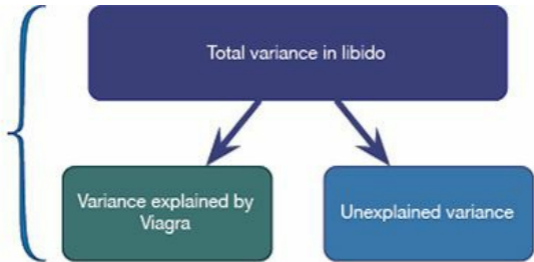 Total variance in libido
Variance explained by
Viagra
Unexplained variance